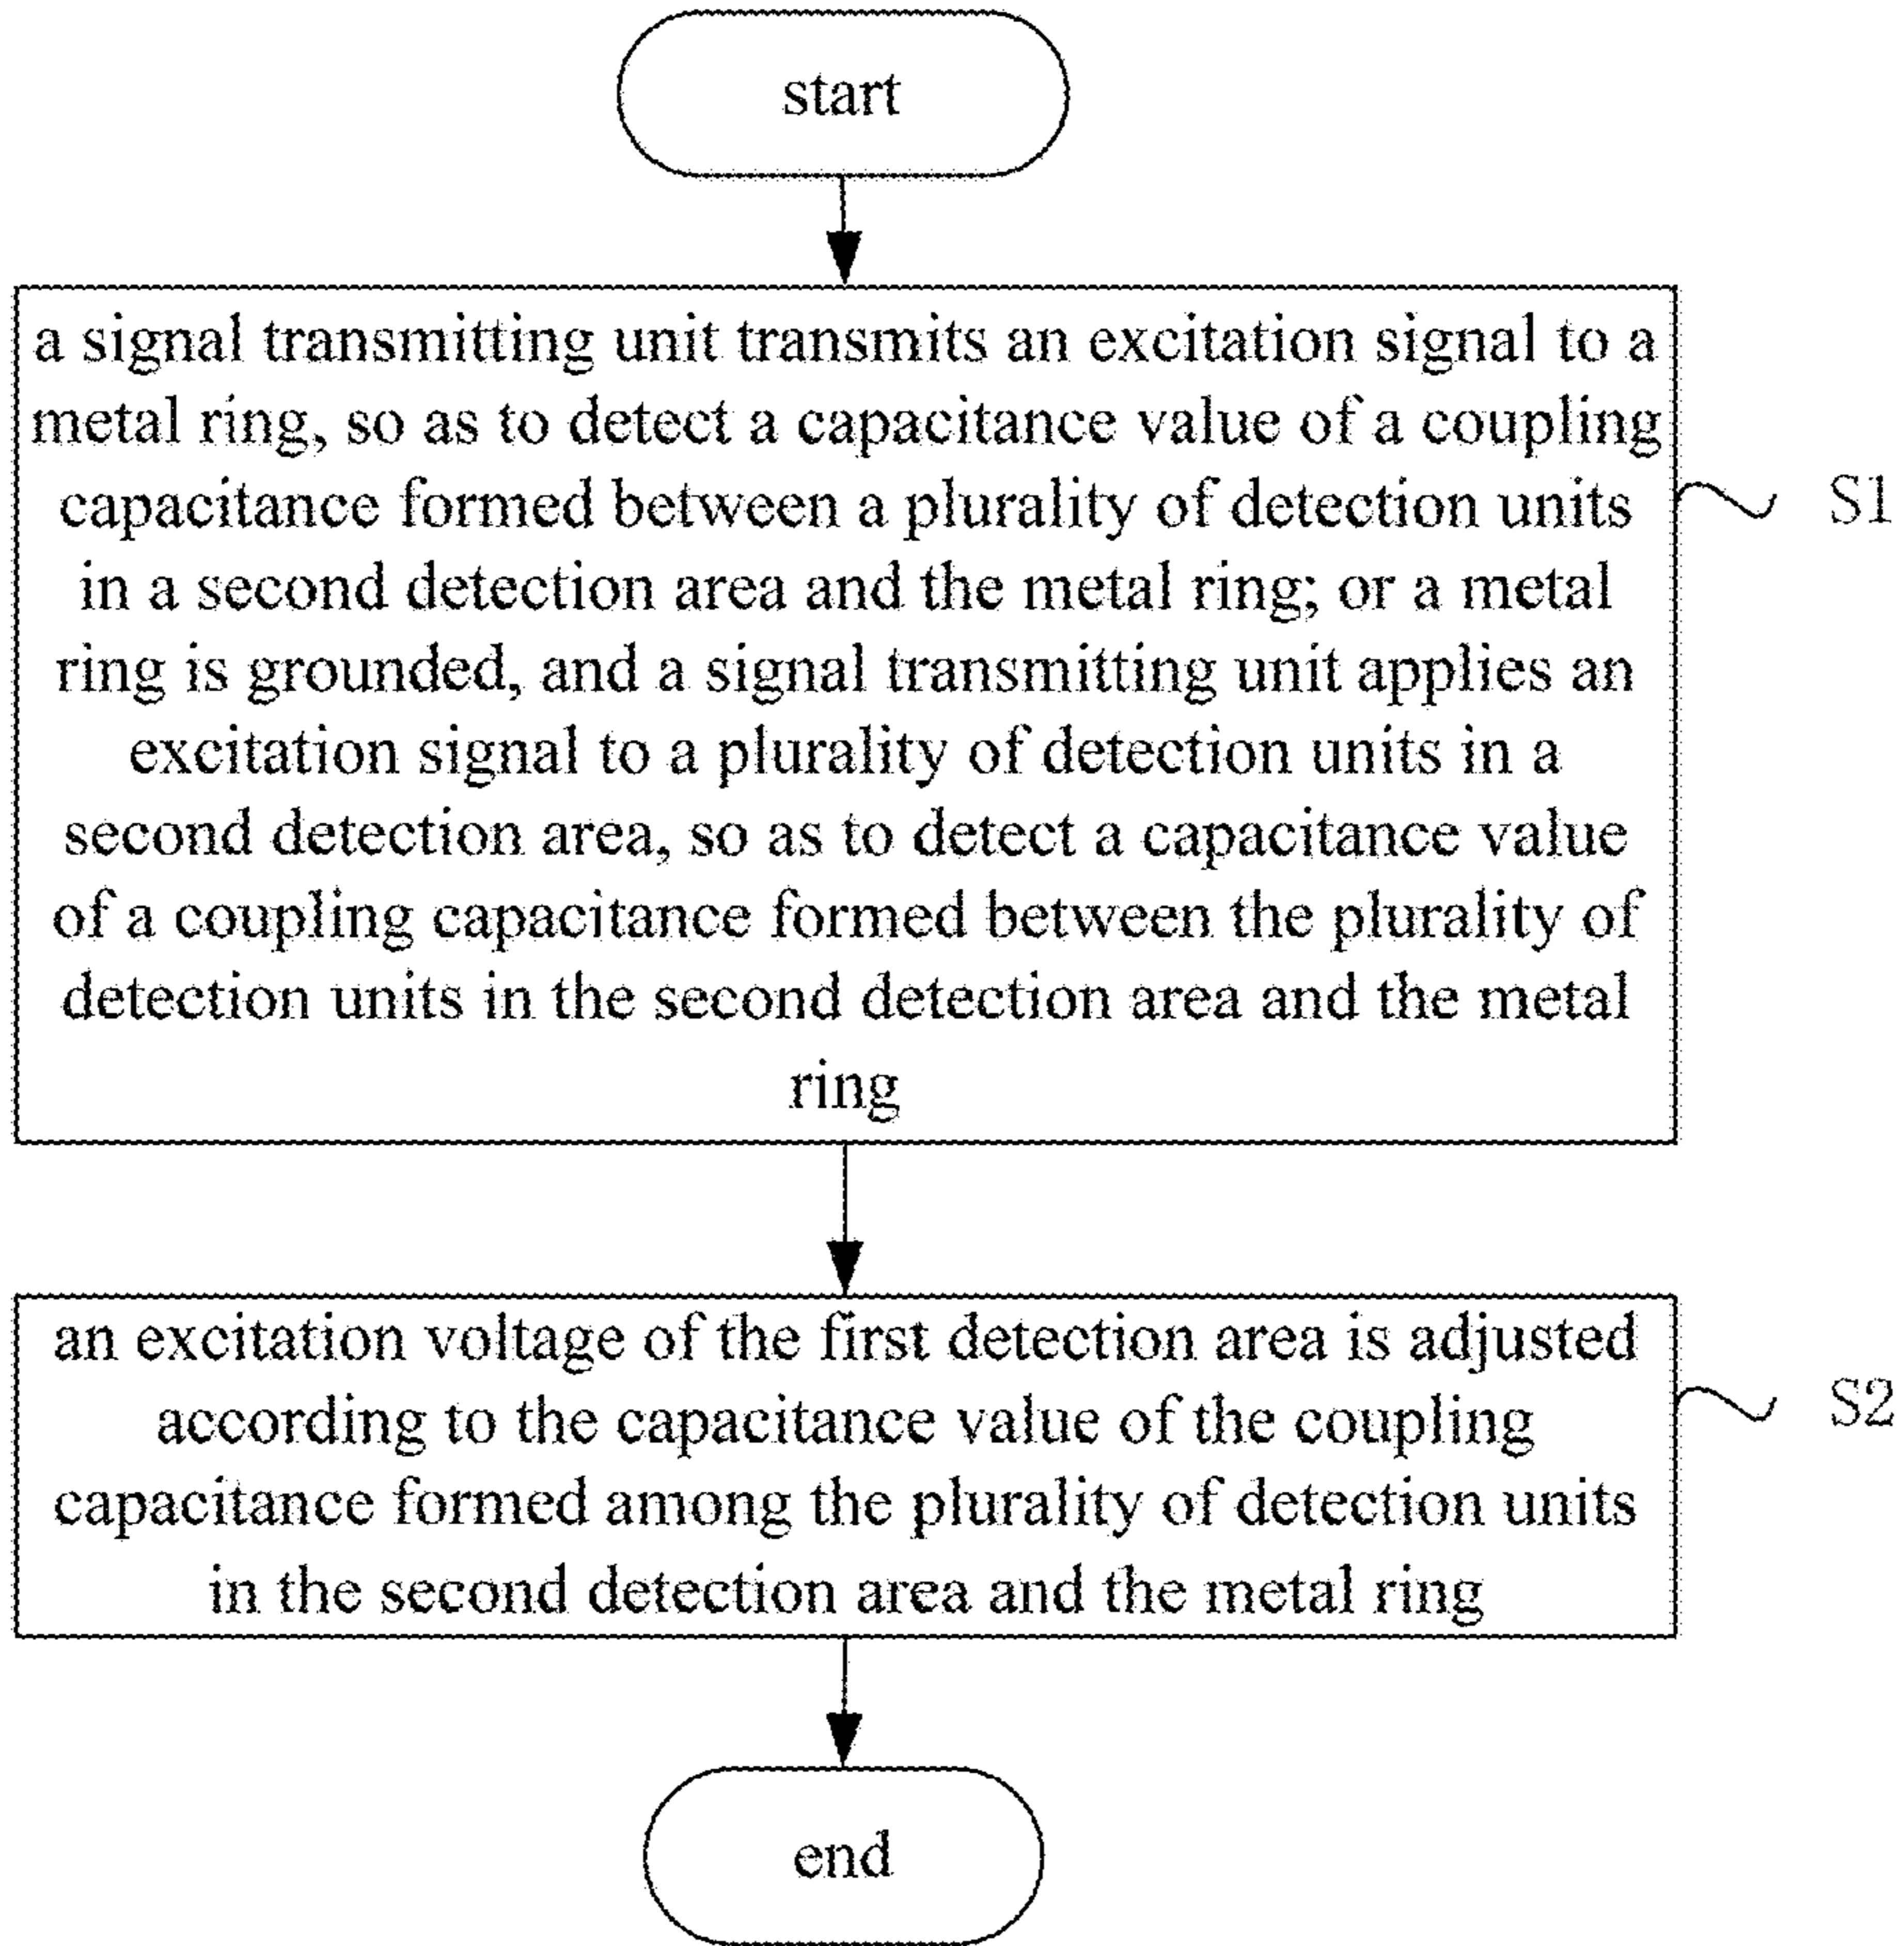 start
a signal transmitting unit transmits an excitation signal to a
metal ring, so as to detect a capacitance value of a coupling
capacitance formed between a plurality of detection units
in a second detection area and the metal ring; or a metal
ring is grounded, and a signal transmitting unit applies an
excitation signal to a plurality of detection units in a
second detection area, so as to detect a capacitance value
of a coupling capacitance formed between the plurality of
detection units in the second detection area and the metal
ring
S1
an excitation voltage of the first detection area is adjusted
according to the capacitance value of the coupling
capacitance formed among the plurality of detection units
in the second detection area and the metal ring
S2
end